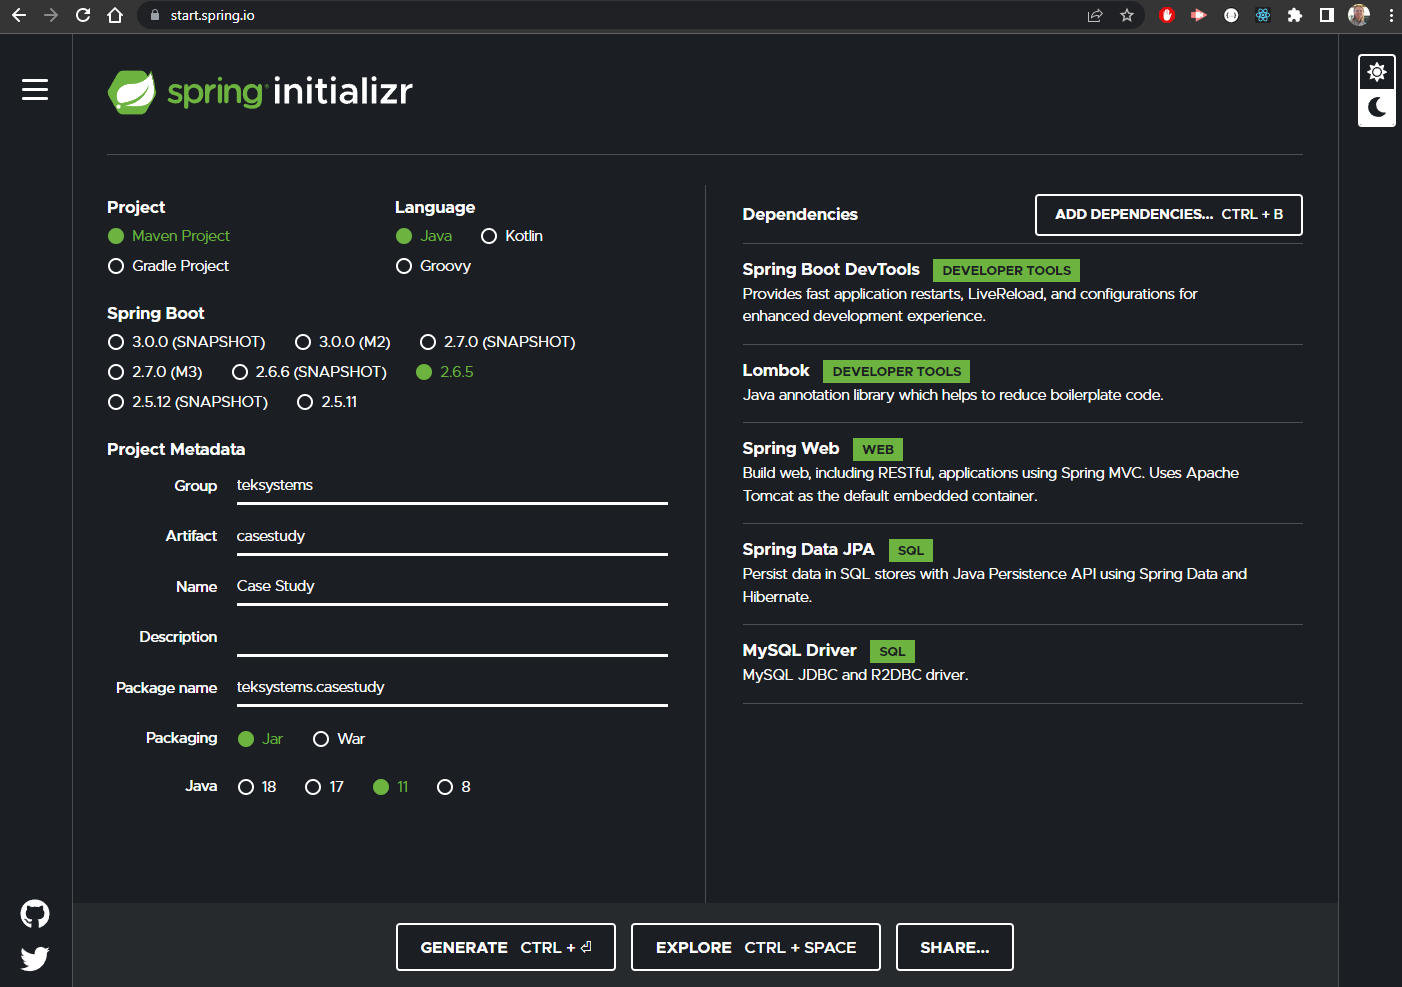 start.spring.io
spring initializr
Project
Maven Project
Gradle Project
Language
Java Kotlin
Groovy
Spring Boot
3.0.0 (SNAPSHOT) 3.0.0 (M2) 2.7.0 (SNAPSHOT)
2.7.0 (M3) 2.6.6 (SNAPSHOT) 2.6.5
2.5.12 (SNAPSHOT) 2.5.11
Project Metadata
Group teksystems
Artifact casestudy
Name Case Study
Description
Package name teksystems.casestudy
Packaging Jar War
Java 18 17 11 8
Dependencies
ADD DEPENDENCIES... CTRL + B
Spring Boot DevTools DEVELOPER TOOLS
Provides fast application restarts, LiveReload, and configurations for
enhanced development experience.
Lombok DEVELOPER TOOLS
Java annotation library which helps to reduce boilerplate code.
Spring Web WEB
Build web, including RESTful, applications using Spring MVC. Uses Apache
Tomcat as the default embedded container.
Spring Data JPA SQL
Persist data in SQL stores with Java Persistence API using Spring Data and
Hibernate.
MySQL Driver SQL
MySQL JDBC and R2DBC driver.
GENERATE CTRL + ⏎
EXPLORE CTRL + SPACE
SHARE...